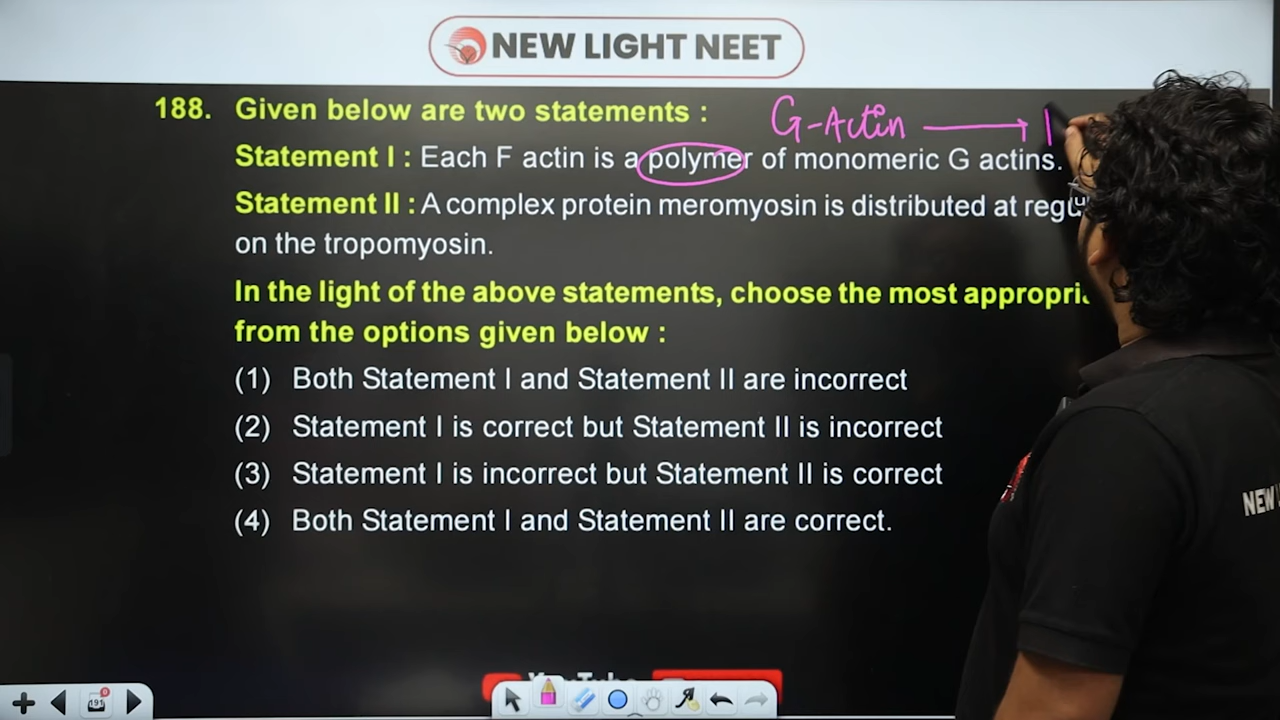 NEW LIGHT NEET
188. Given below are two statements :
G-Actin
Statement I : Each F actin is a polymer of monomeric G actins.
Statement II : A complex protein meromyosin is distributed at
on the tropomyosin.
In the light of the above statements, choose the most
from the options given below :
(1) Both Statement I and Statement II are incorrect
(2) Statement I is correct but Statement II is incorrect
(3) Statement I is incorrect but Statement II is correct
(4) Both Statement I and Statement II are correct.
NEW
YouTube
191